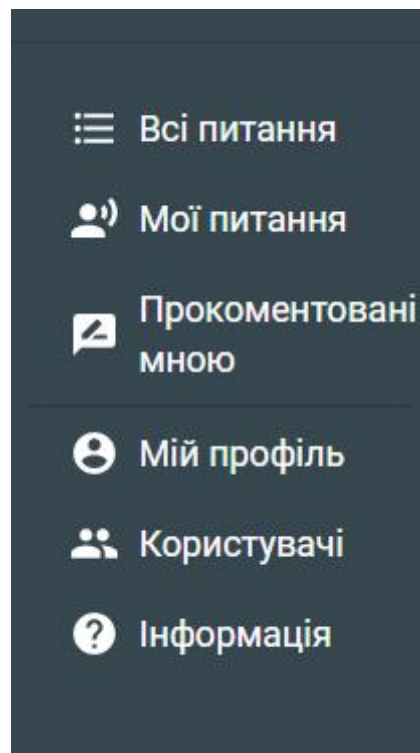 Всі питання
Мої питання
Прокоментовані
мною
Мій профіль
Користувачі
Інформація